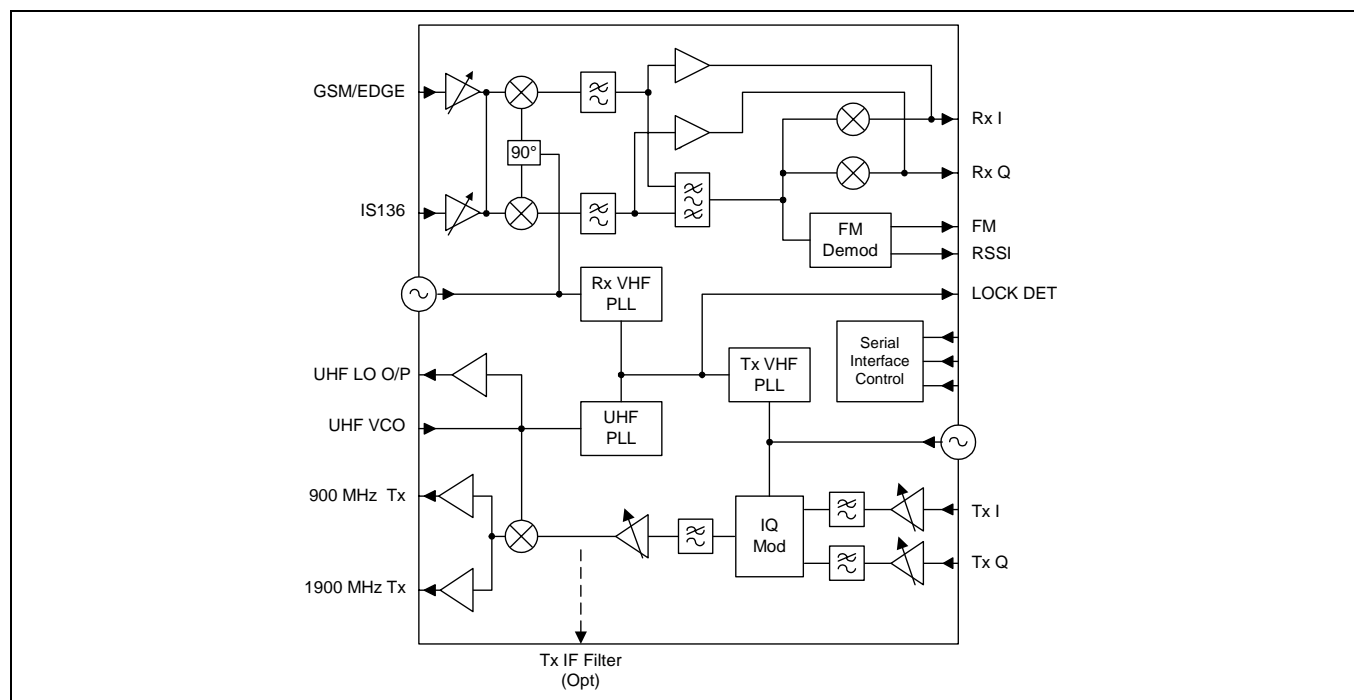 GSM/EDGE
90°
IS136
Rx I
Rx Q
FM
Demod
FM
RSSI
Rx VHF
PLL
LOCK DET
Serial
Interface
Control
UHF LO O/P
Tx VHF
PLL
UHF VCO
UHF
PLL
900 MHz Tx
IQ
Mod
Tx I
Tx Q
1900 MHz Tx
Tx IF Filter
(Opt)